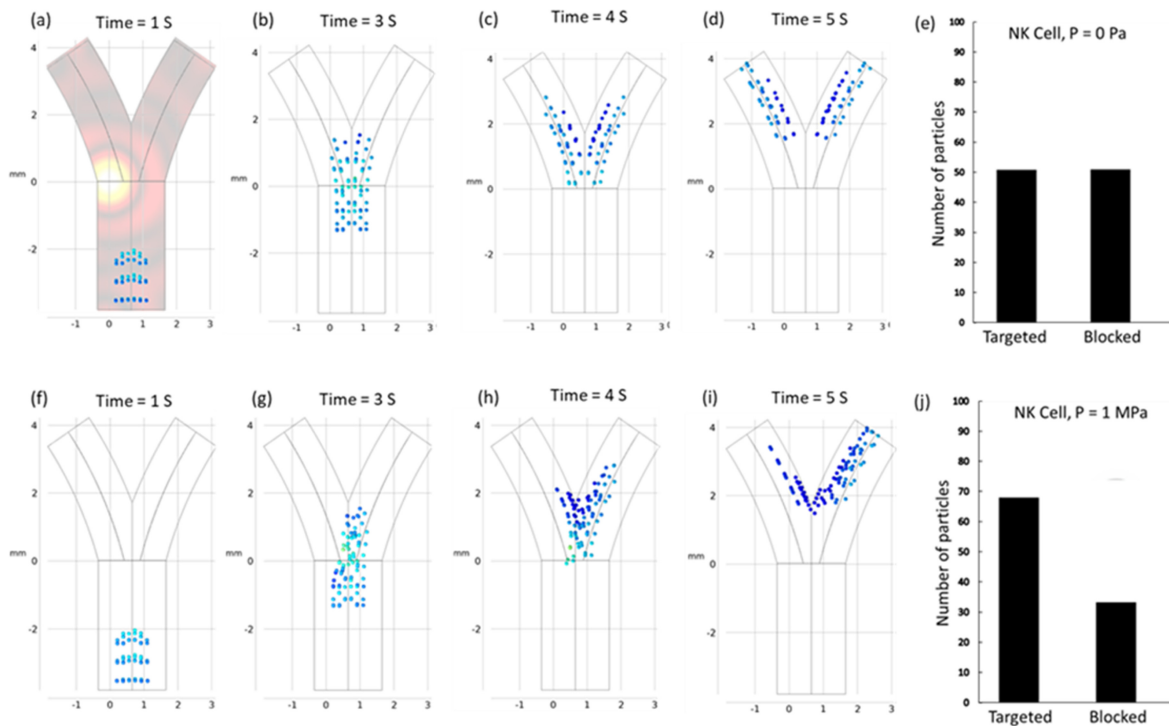 (a) Time = 1 S
4
2
mm 0
-2
-1 0 1 2 3
(b) Time = 3 S
4
2
mm 0
-2
-1 0 1 2 3
(c) Time = 4 S
4
2
mm 0
-2
-1 0 1 2 3
(d) Time = 5 S
4
2
mm 0
-2
-1 0 1 2 3
(e)
NK Cell, P = 0 Pa
Number of particles
100
90
80
70
60
50
40
30
20
10
0
Targeted Blocked
(f) Time = 1 S
4
2
mm 0
-2
-1 0 1 2 3
(g) Time = 3 S
4
2
mm 0
-2
-1 0 1 2 3
(h) Time = 4 S
4
2
mm 0
-2
-1 0 1 2 3
(i) Time = 5 S
4
2
mm 0
-2
-1 0 1 2 3
(j)
NK Cell, P = 1 MPa
Number of particles
100
90
80
70
60
50
40
30
20
10
0
Targeted Blocked